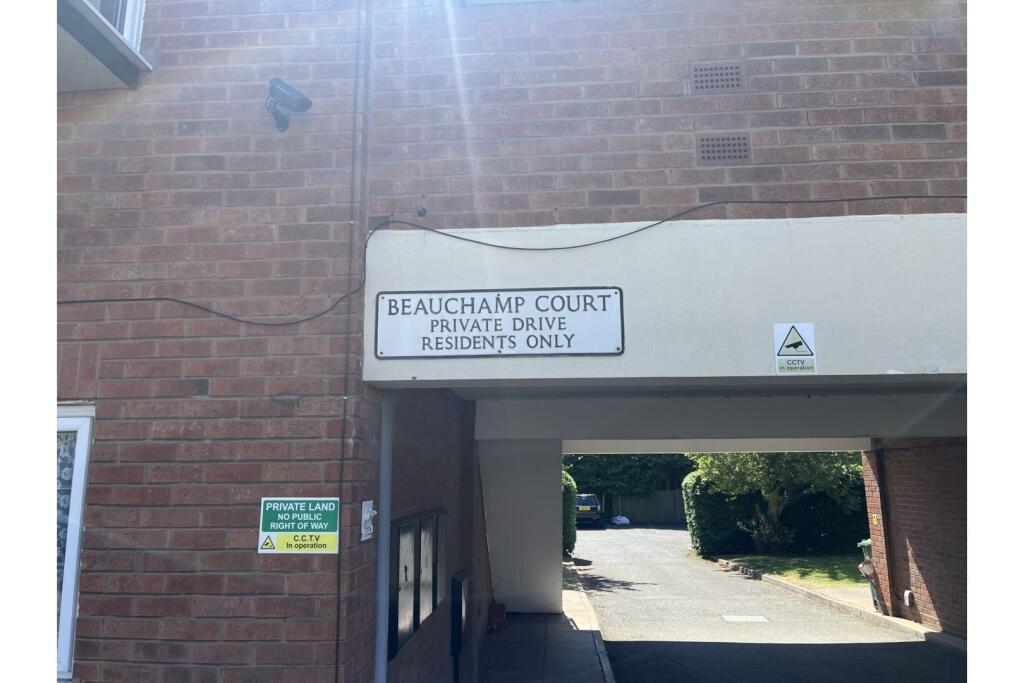 BEAUCHAMP COURT
PRIVATE DRIVE
RESIDENTS ONLY
CCTV
in operation
PRIVATE LAND
NO PUBLIC
RIGHT OF WAY
C.C.T.V
In operation